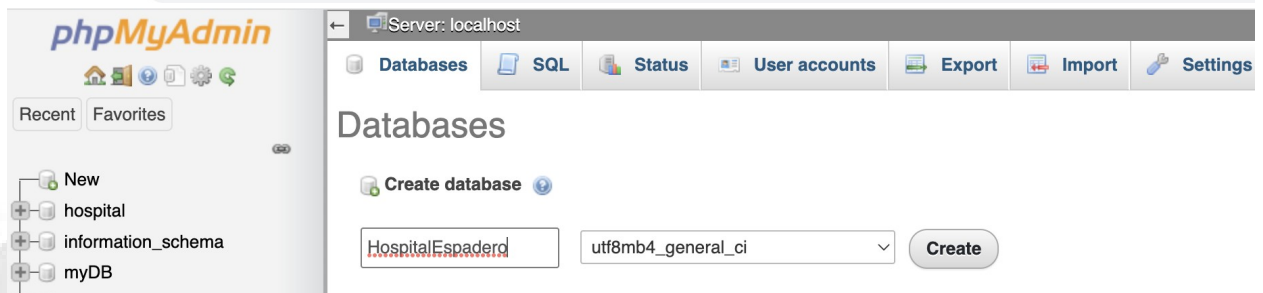 phpMyAdmin
Recent Favorites
New
hospital
information_schema
myDB
Server: localhost
Databases SQL Status User accounts Export Import Settings
Databases
Create database
HospitalEspadero utf8mb4_general_ci Create